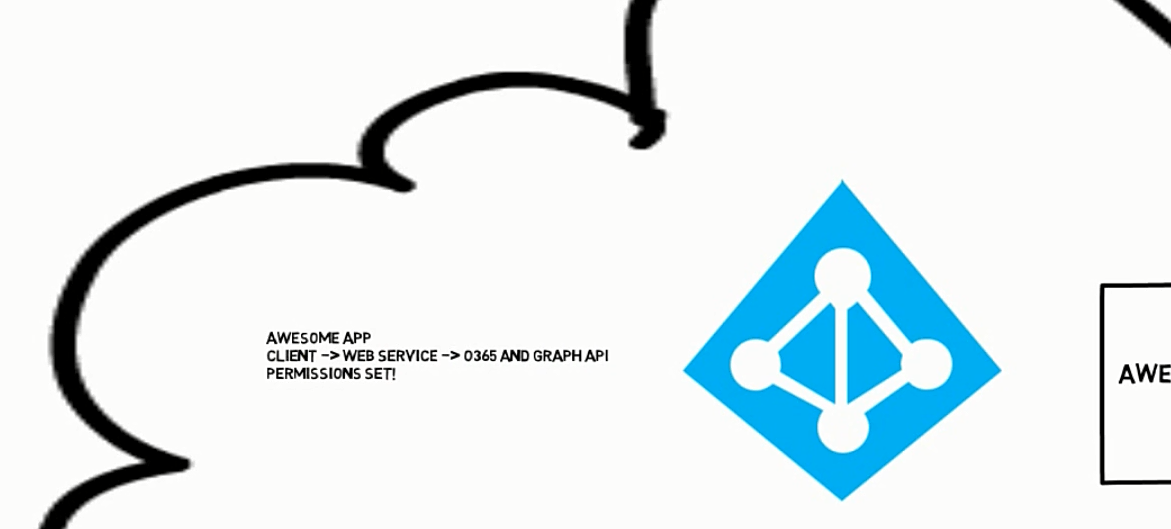 AWESOME APP
CLIENT -> WEB SERVICE -> O365 AND GRAPH API
PERMISSIONS SET!
AWE